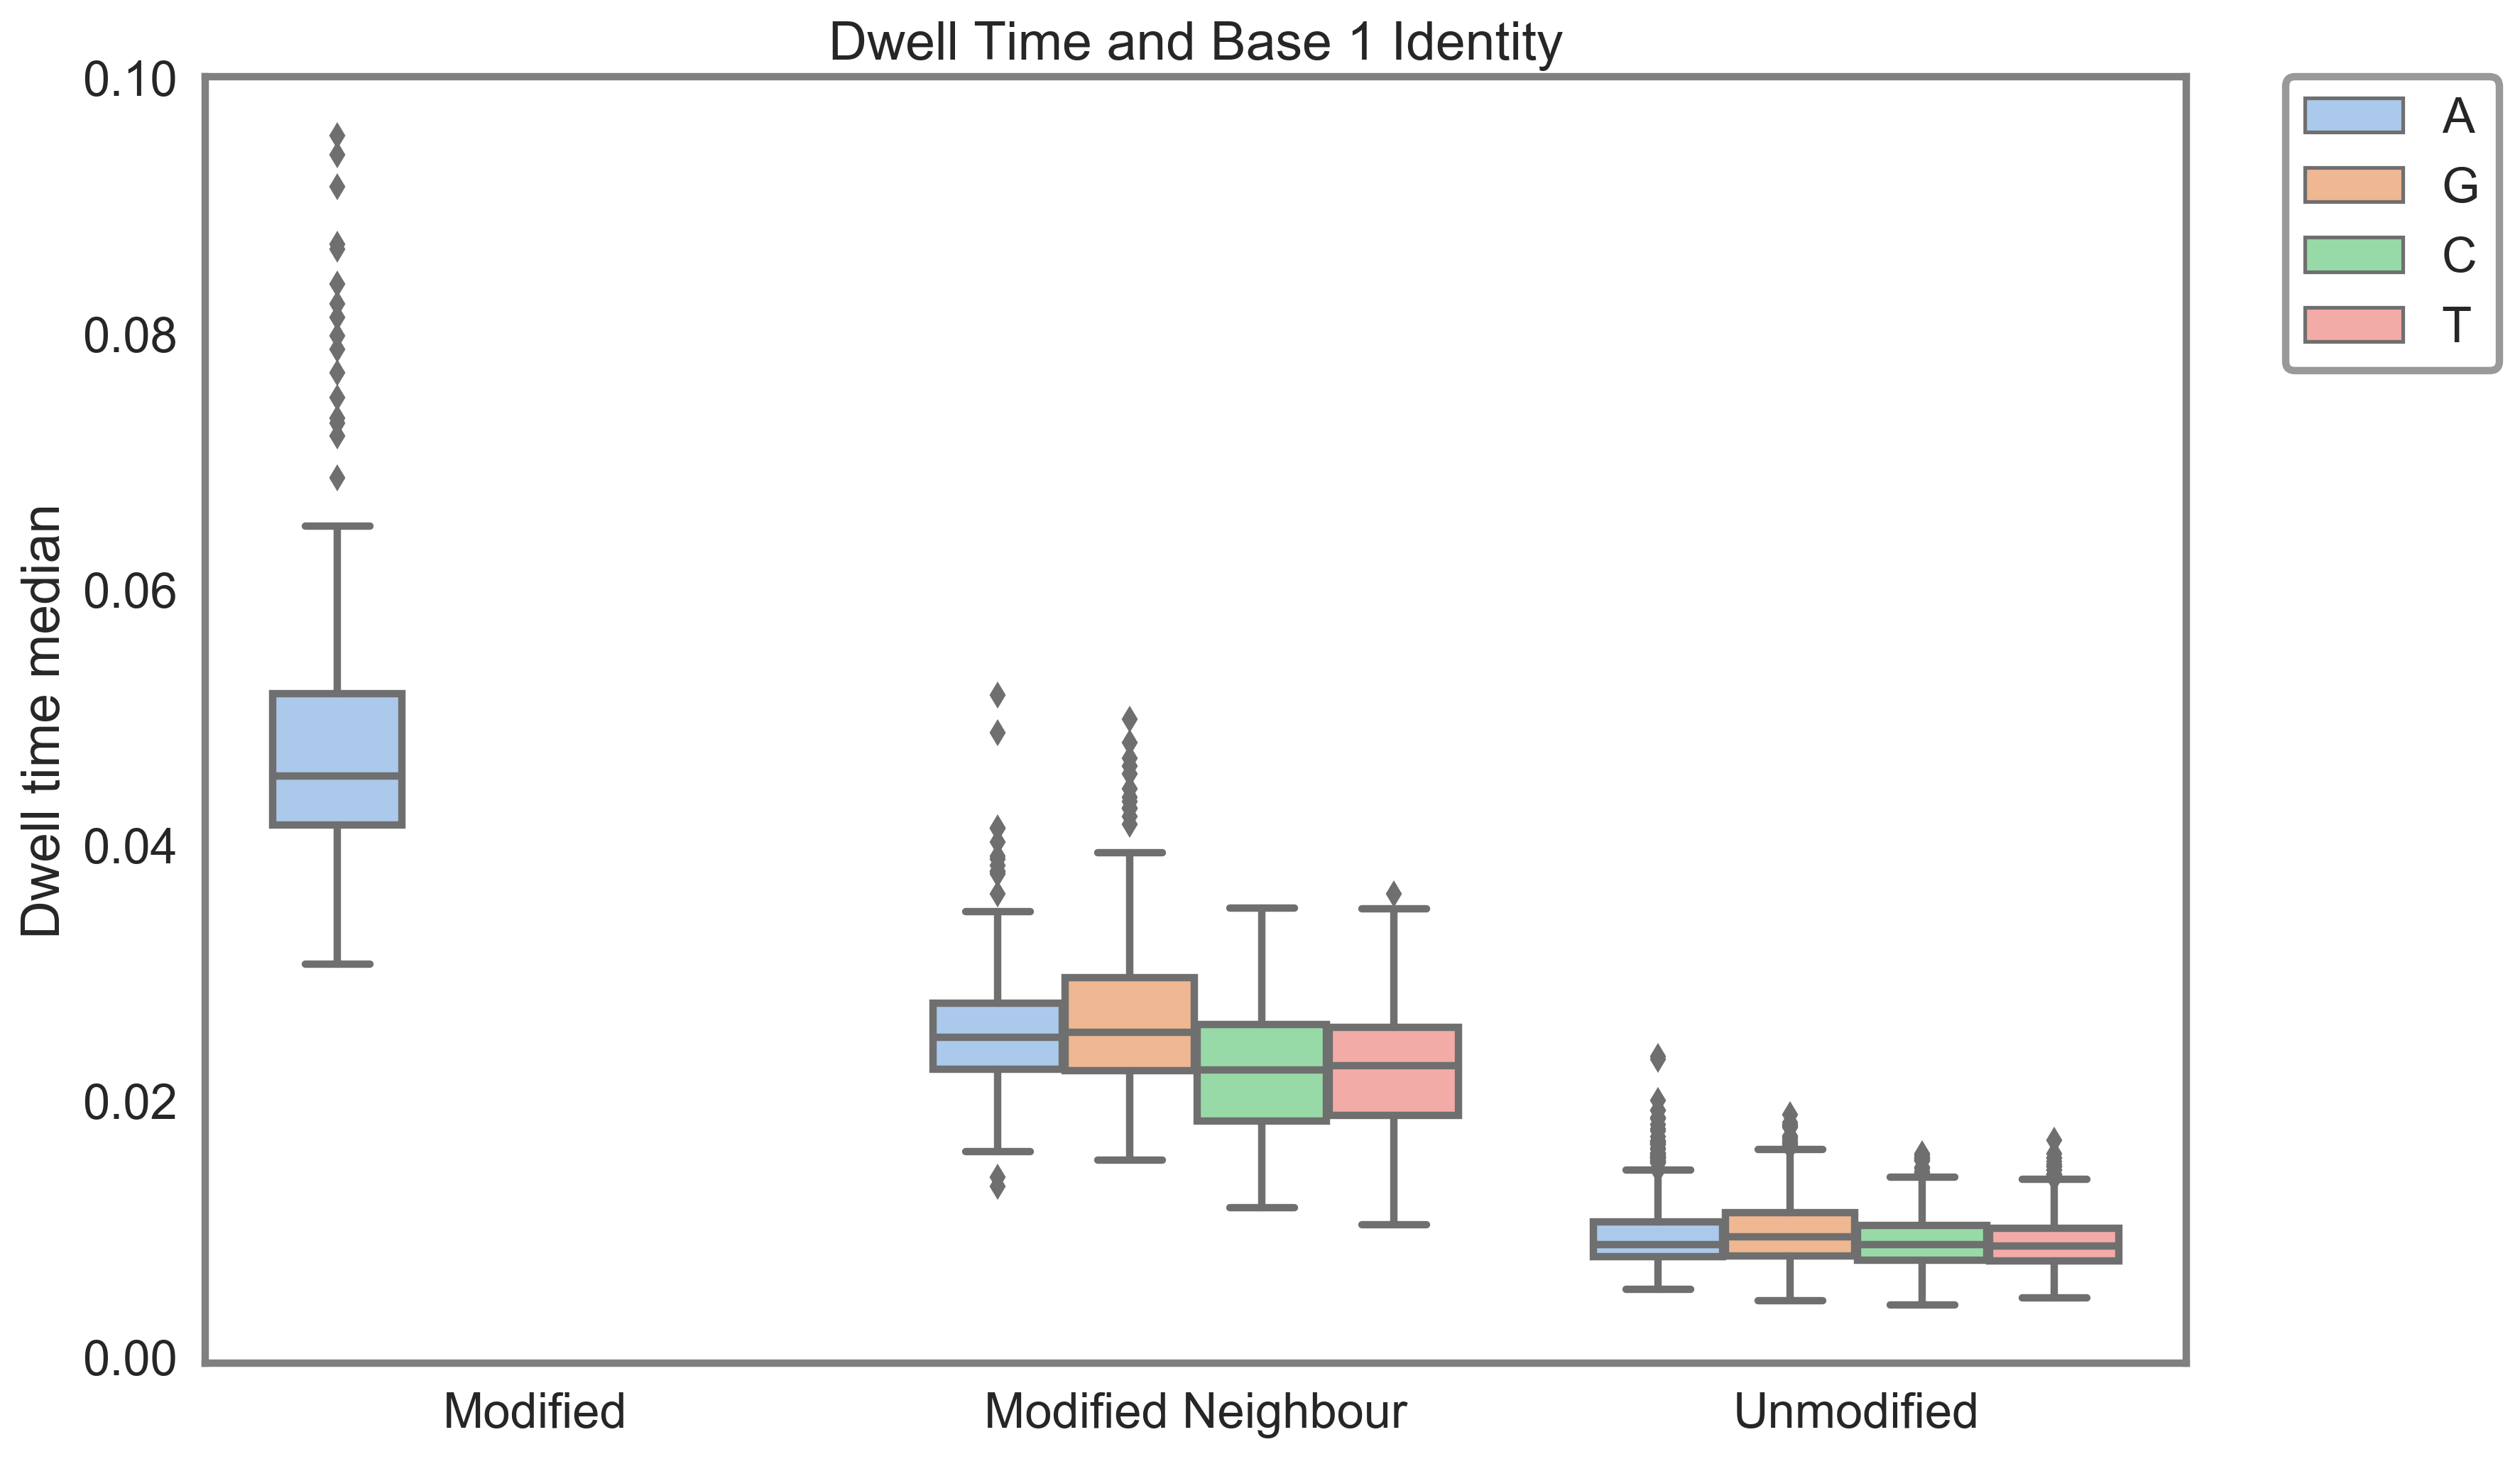 Dwell Time and Base 1 Identity
0.10
0.08
0.06
0.04
0.02
0.00
Dwell time median
Modified
Modified Neighbour
Unmodified
A
G
C
T